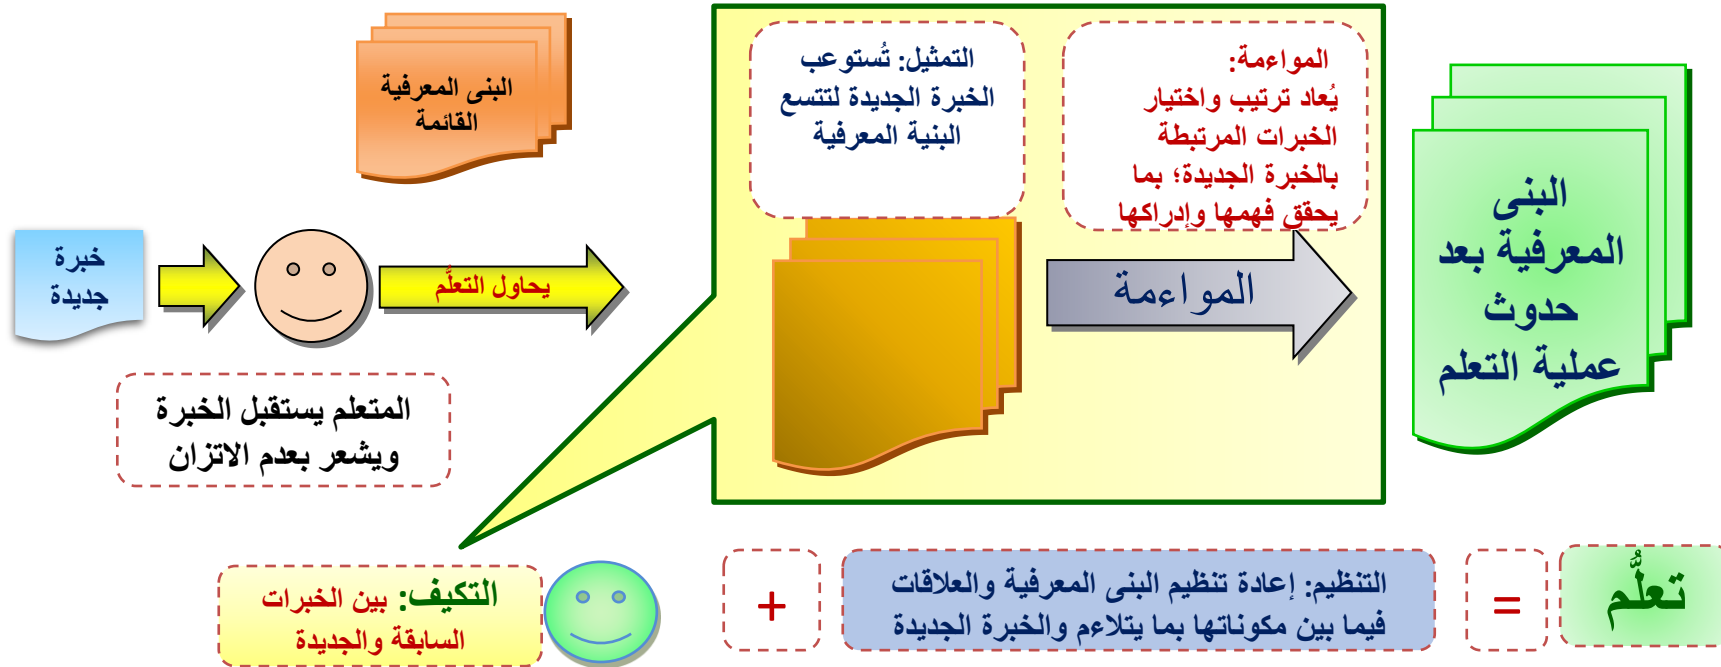 البنى المعرفية
القائمة
التمثيل: تُستوعب
الخبرة الجديدة لتتسع
البنية المعرفية
المواءمة:
يُعاد ترتيب واختيار
الخبرات المرتبطة
بالخبرة الجديدة؛ بما
يحقق فهمها وإدراكها
البنى
المعرفية بعد
حدوث
عملية التعلم
خبرة
جديدة
يحاول التعلَّم
المواءمة
المتعلم يستقبل الخبرة
ويشعر بعدم الاتزان
التكيف: بين الخبرات
السابقة والجديدة
+
التنظيم: إعادة تنظيم البنى المعرفية والعلاقات
فيما بين مكوناتها بما يتلاءم والخبرة الجديدة
=
تعلُّم